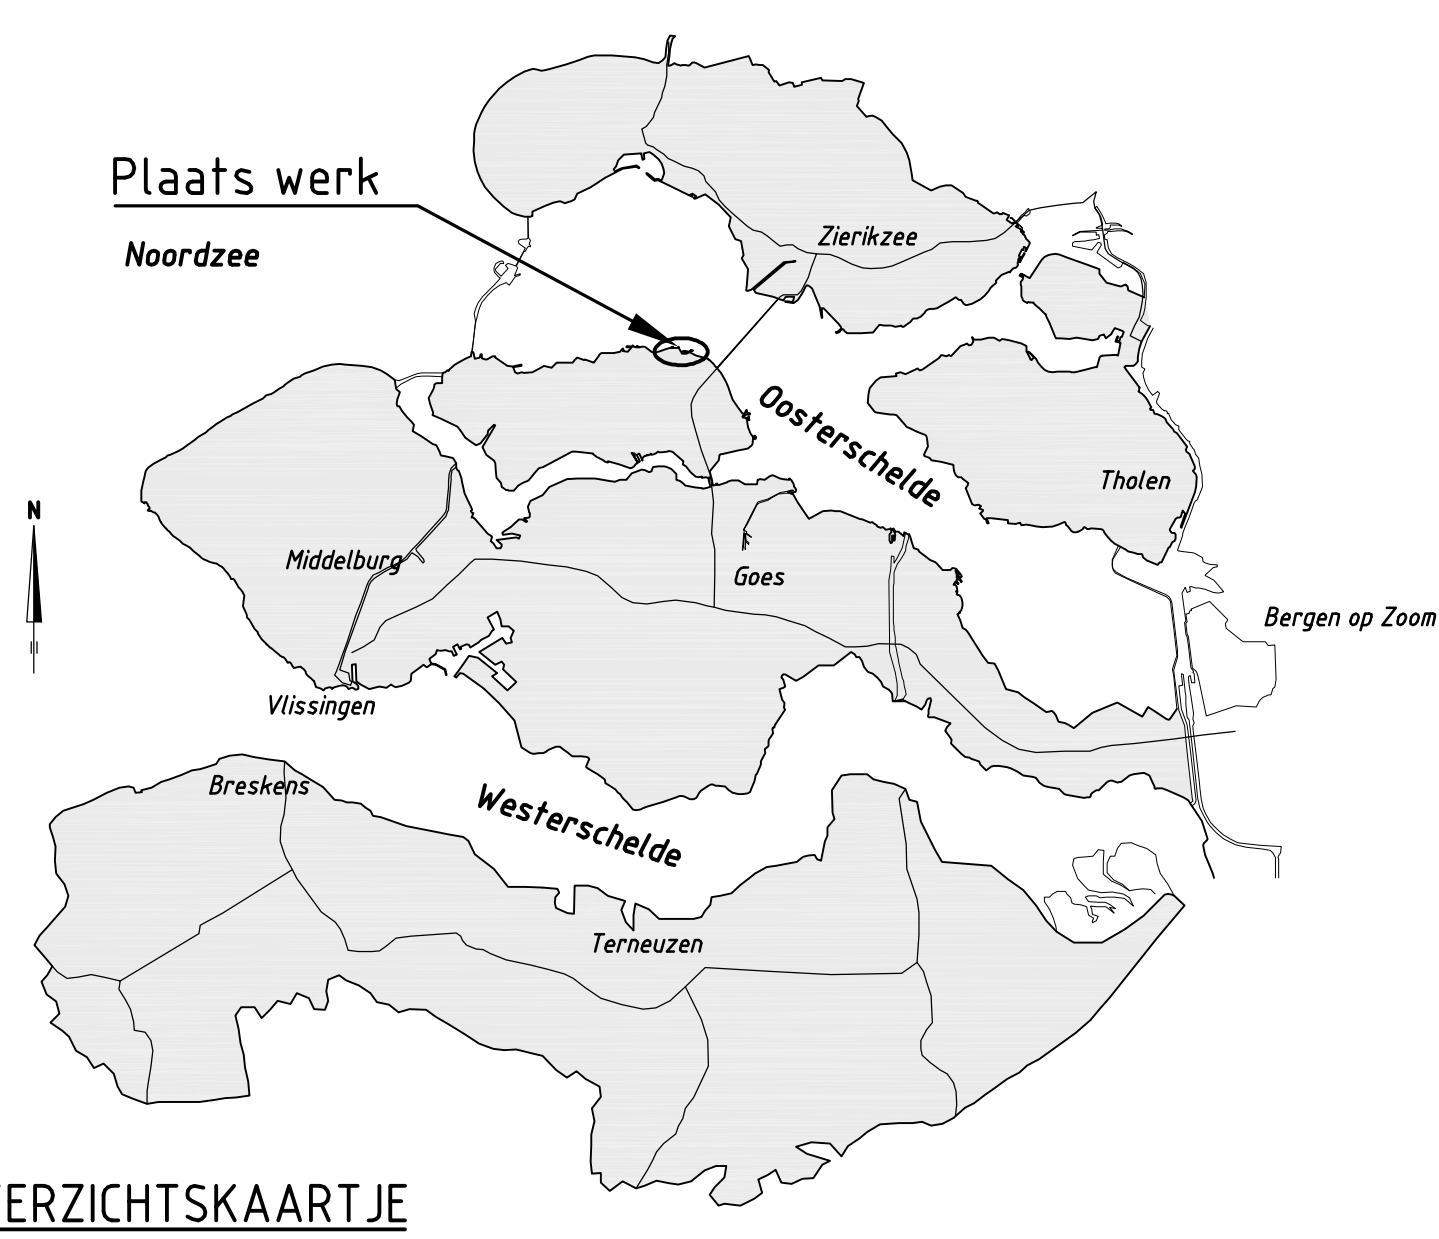 Plaats werk
Noordzee
Zierikzee
Oosterschelde
Tholen
N
Middelburg
Goes
Bergen op Zoom
Vlissingen
Breskens
Westerschelde
Terneuzen
ERZICHTSKAARTJE